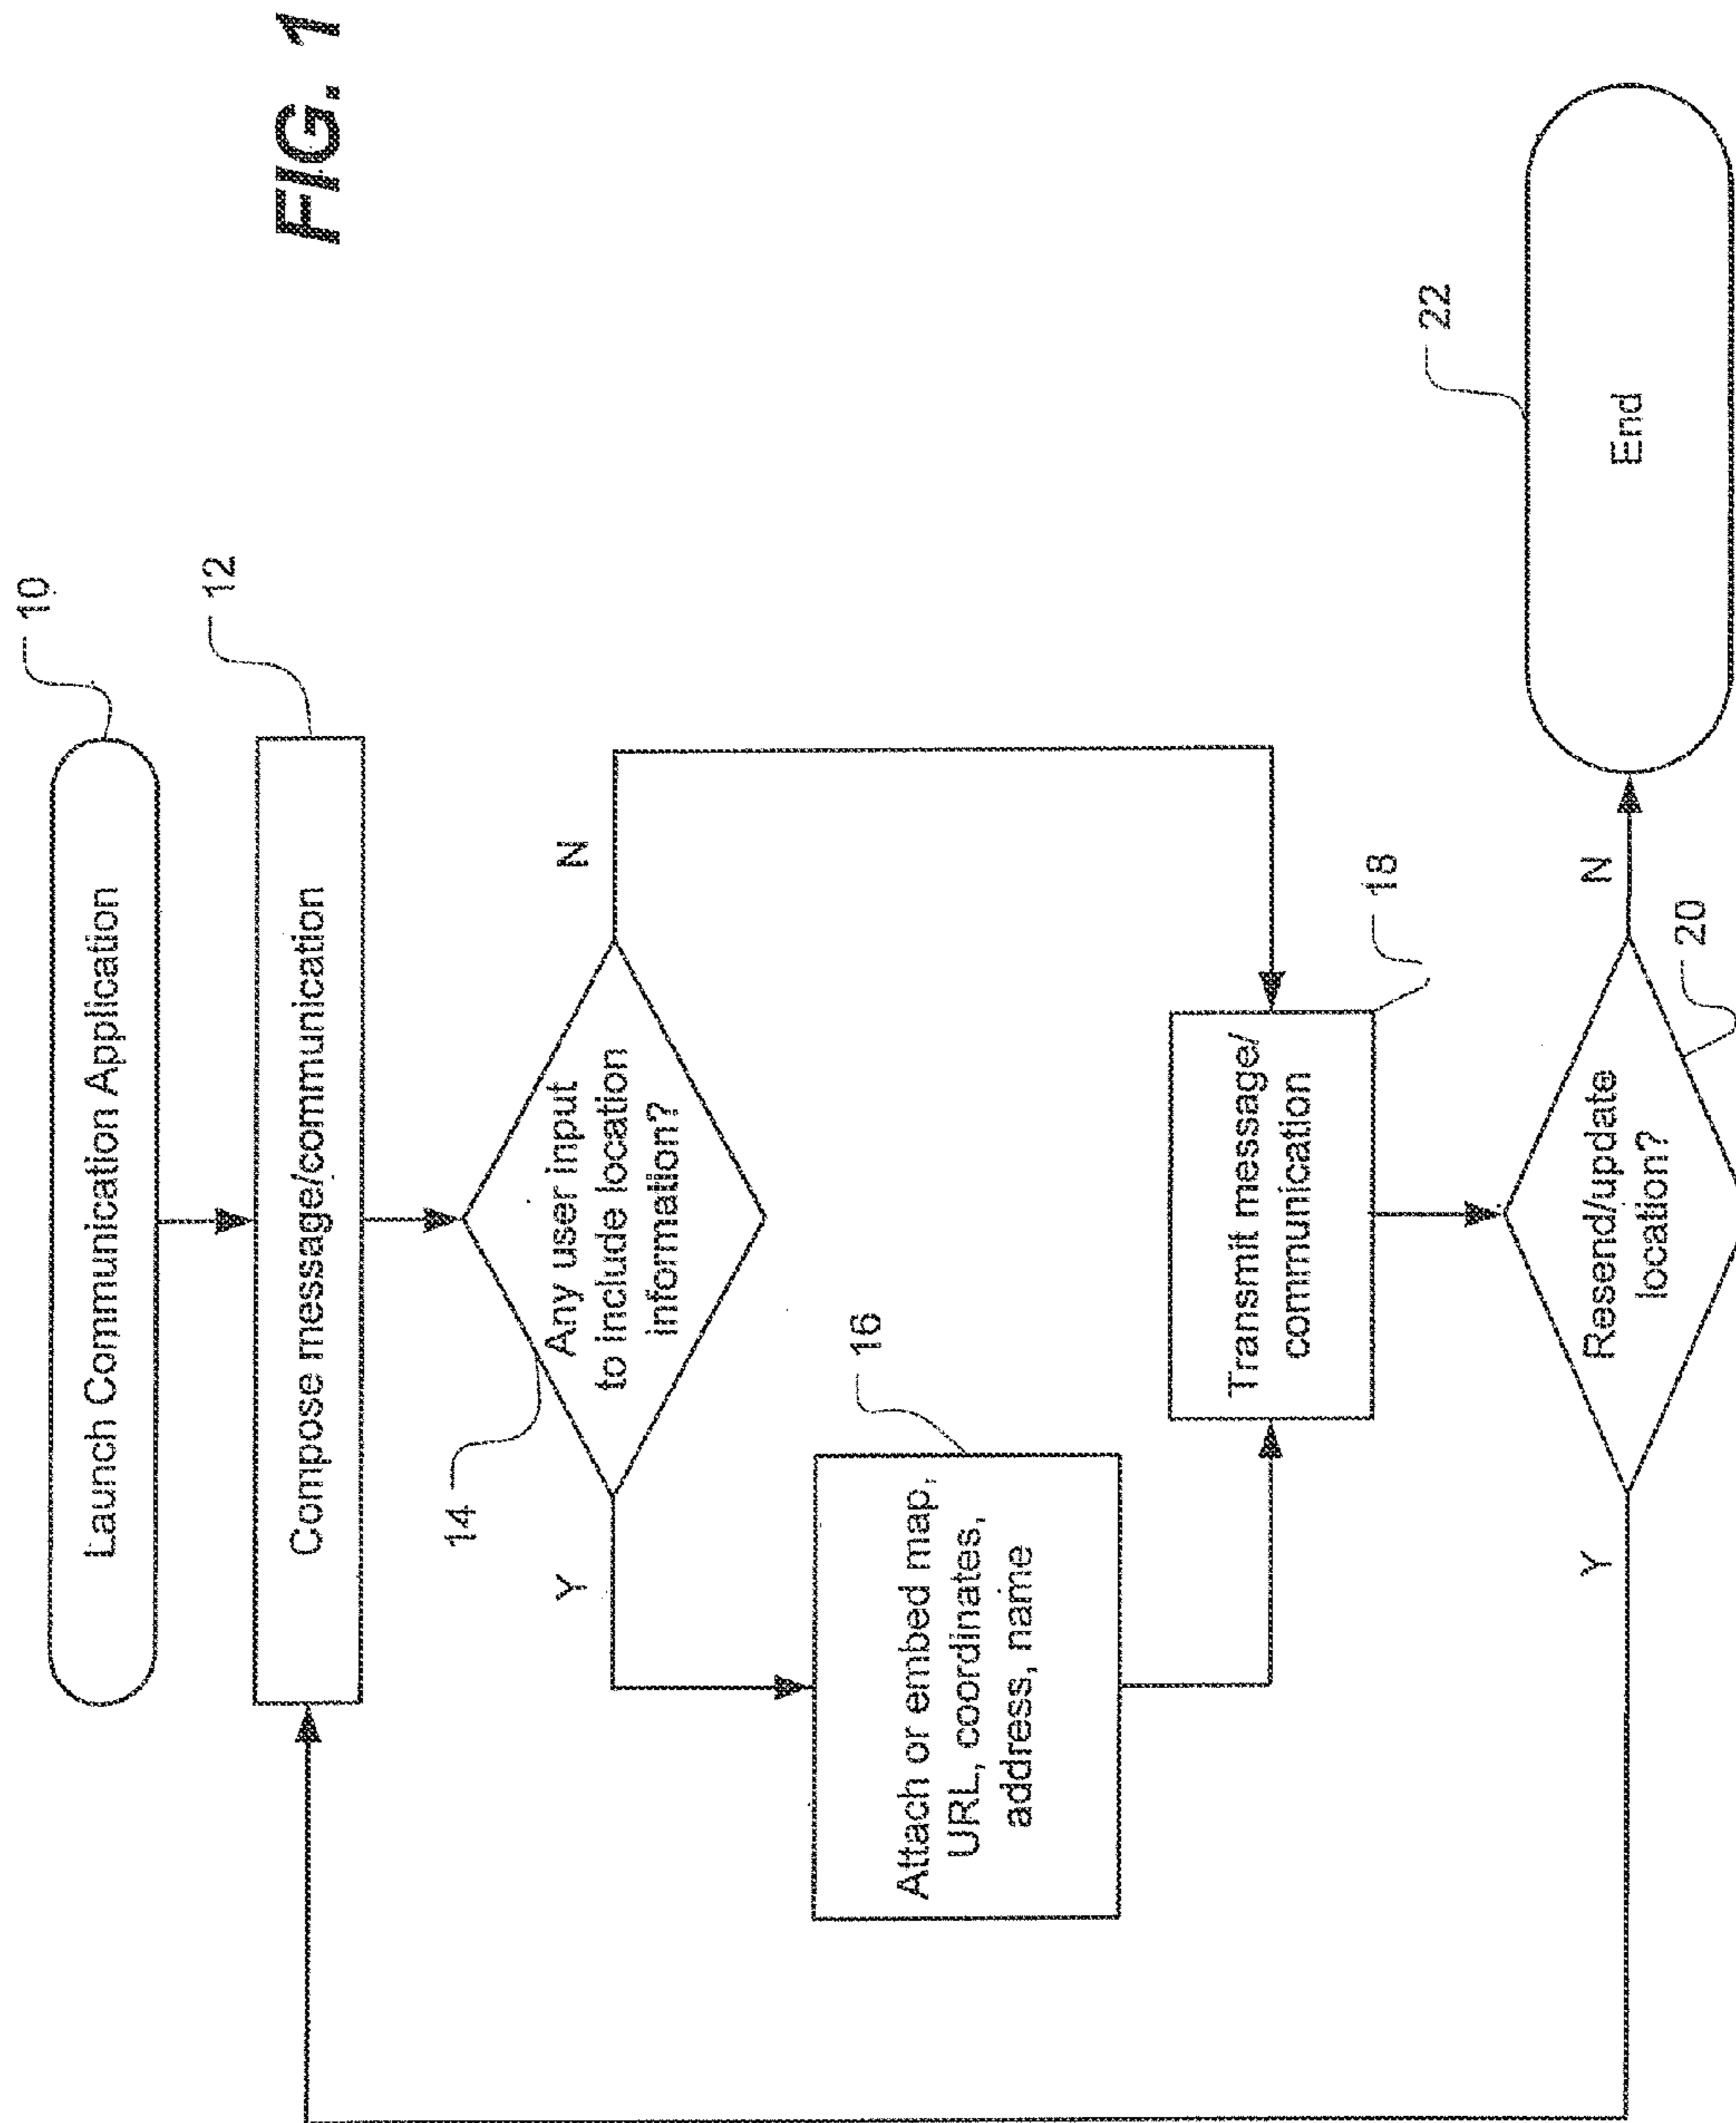 FIG. 1
10
Launch Communication Application
12
Compose message/communication
14
Any user input
to include location
information?
Y
N
16
Attach or embed map,
URL, coordinates,
address, name
18
Transmit message/
communication
20
Resend/update
location?
Y
N
22
End